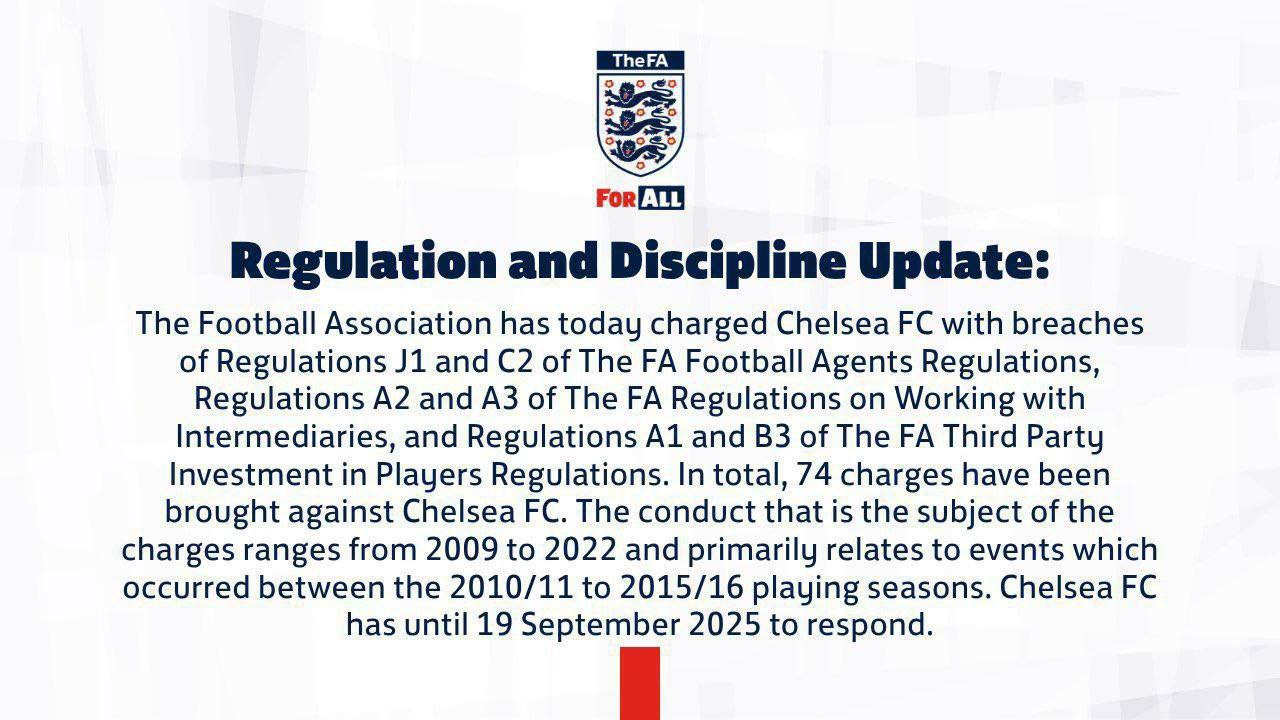 The FA
FOR ALL
Regulation and Discipline Update:
The Football Association has today charged Chelsea FC with breaches
of Regulations J1 and C2 of The FA Football Agents Regulations,
Regulations A2 and A3 of The FA Regulations on Working with
Intermediaries, and Regulations A1 and B3 of The FA Third Party
Investment in Players Regulations. In total, 74 charges have been
brought against Chelsea FC. The conduct that is the subject of the
charges ranges from 2009 to 2022 and primarily relates to events which
occurred between the 2010/11 to 2015/16 playing seasons. Chelsea FC
has until 19 September 2025 to respond.